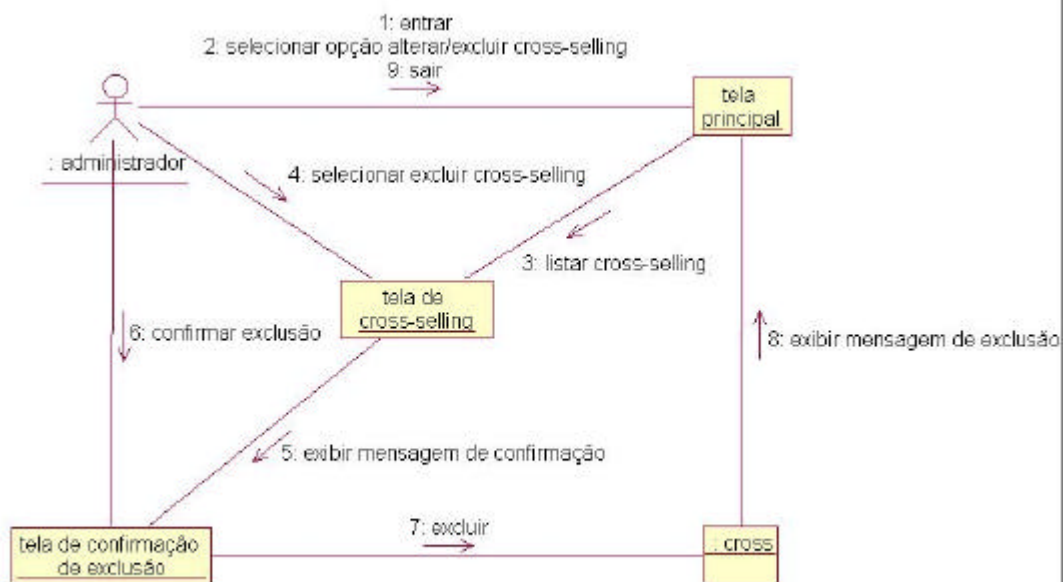 1: entrar
2: selecionar opção alterar/excluir cross-selling
9: sair
tela
principal
: administrador
4: selecionar excluir cross-selling
3: listar cross-selling
tela de
cross-selling
6: confirmar exclusão
8: exibir mensagem de exclusão
5: exibir mensagem de confirmação
7: excluir
tela de confirmação
de exclusão
: cross